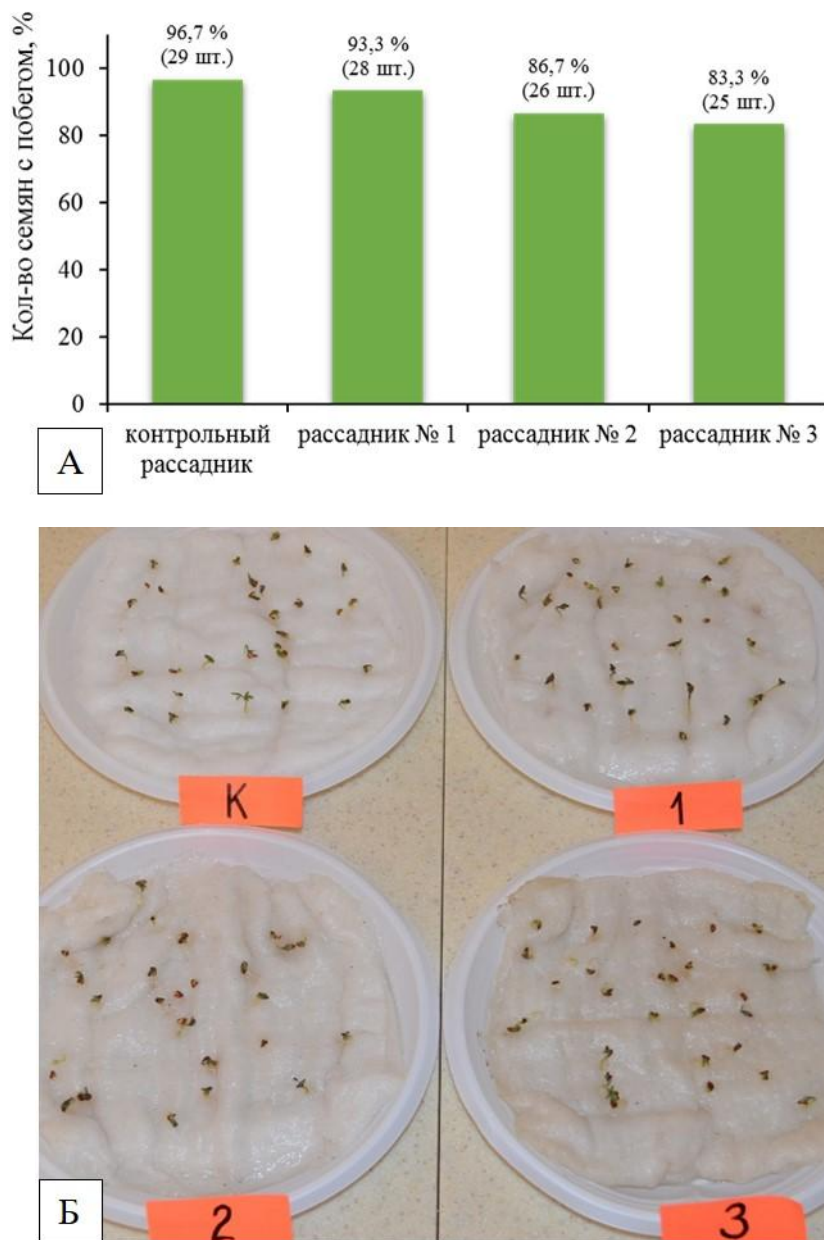 Кол-во семян с побегом, %
100
80
60
40
20
0
96,7 %
(29 шт.)
93,3 %
(28 шт.)
86,7 %
(26 шт.)
83,3 %
(25 шт.)
контрольный
рассадник
рассадник № 1
рассадник № 2
рассадник № 3
А
К
1
2
3
Б